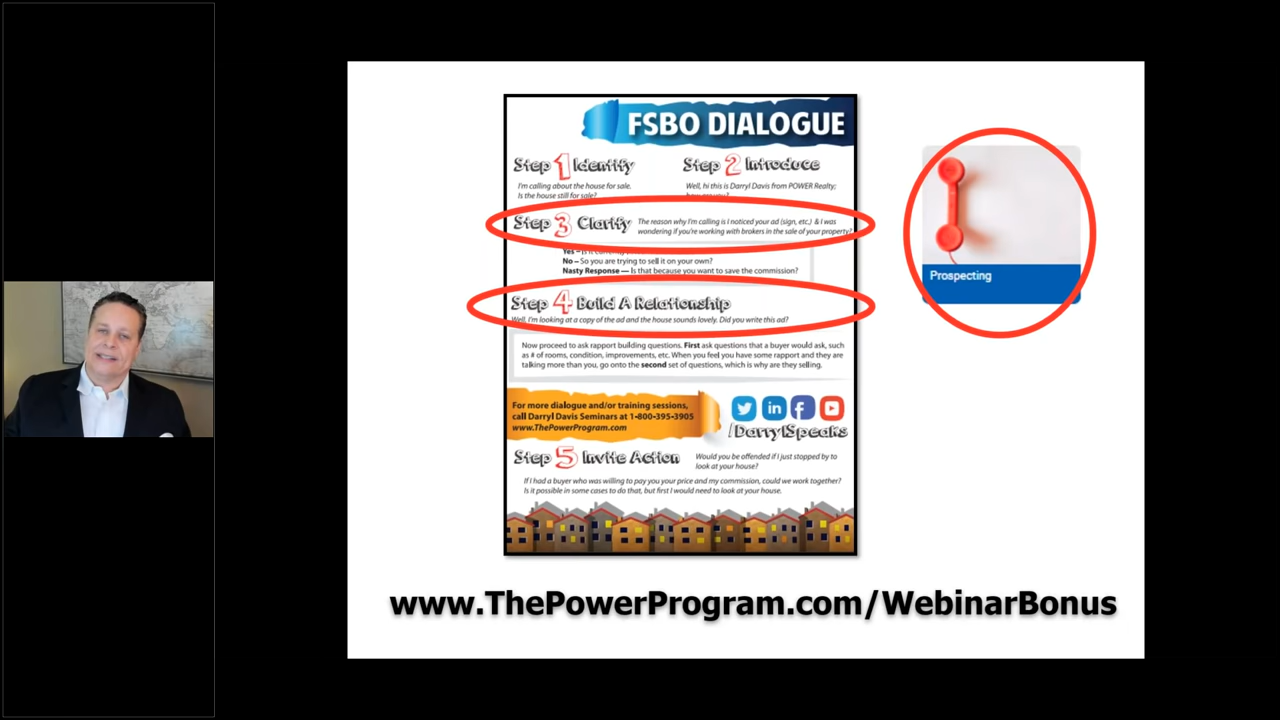 FSBO DIALOGUE
Step 1 Identify
I'm calling about the house for sale.
Is the house still for sale?
Step 2 Introduce
Well, hi this is Darryl Davis from POWER Realty;
how are you?
Step 3 Clarify
The reason why I'm calling is I noticed your ad (sign, etc.) & I was
wondering if you're working with brokers in the sale of your property?
Yes – Is it
No – So you are trying to sell it on your own?
Nasty Response — Is that because you want to save the commission?
Step 4 Build A Relationship
Well, I'm looking at a copy of the ad and the house sounds lovely. Did you write this ad?
Now proceed to ask rapport building questions. First ask questions that a buyer would ask, such
as # of rooms, condition, improvements, etc. When you feel you have some rapport and they are
talking more than you, go onto the second set of questions, which is why are they selling.
For more dialogue and/or training sessions,
call Darryl Davis Seminars at 1-800-395-3905
www.ThePowerProgram.com
/DarrylSpeaks
Step 5 Invite Action
Would you be offended if I just stopped by to
look at your house?
If I had a buyer who was willing to pay you your price and my commission, could we work together?
Is it possible in some cases to do that, but first I would need to look at your house.
Prospecting
www.ThePowerProgram.com/WebinarBonus